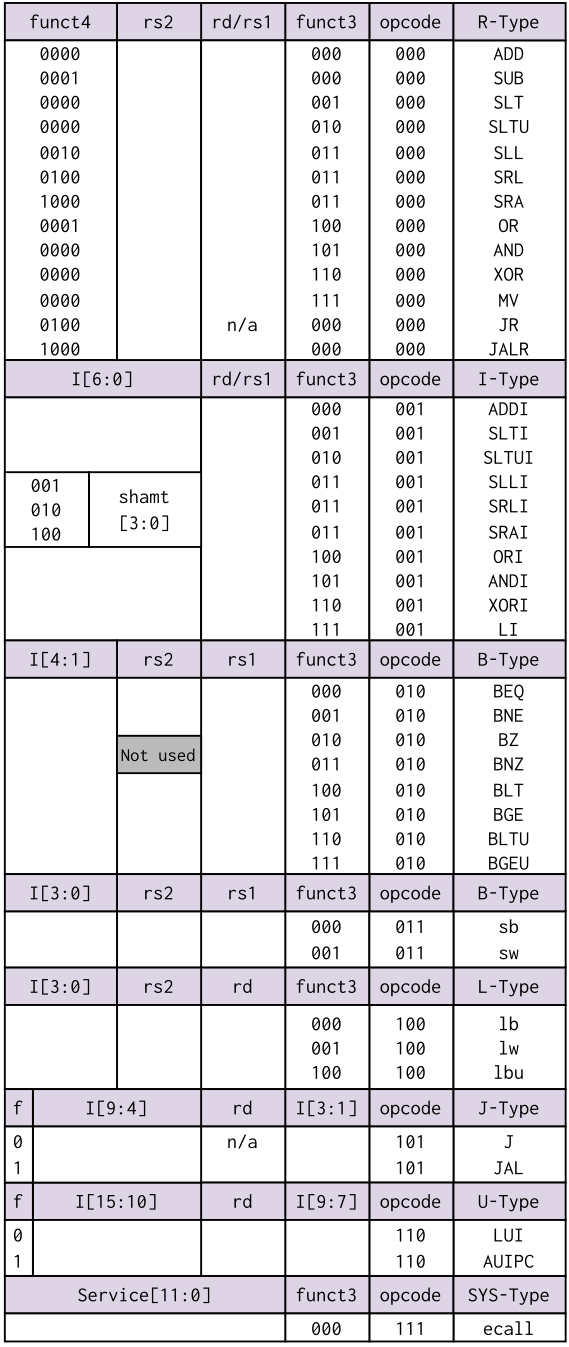 funct4 rs2 rd/rs1 funct3 opcode R-Type
0000 000 000 ADD
0001 000 000 SUB
0000 001 000 SLT
0000 010 000 SLTU
0010 011 000 SLL
0100 011 000 SRL
1000 011 000 SRA
0001 100 000 OR
0000 101 000 AND
0000 110 000 XOR
0000 111 000 MV
0100 n/a 000 000 JR
1000 000 000 JALR
I[6:0] rd/rs1 funct3 opcode I-Type
000 001 ADDI
001 001 SLTI
010 001 SLTUI
001 shamt 011 001 SLLI
010 [3:0] 011 001 SRLI
100 011 001 SRAI
100 001 ORI
101 001 ANDI
110 001 XORI
111 001 LI
I[4:1] rs2 rs1 funct3 opcode B-Type
000 010 BEQ
001 010 BNE
010 010 BZ
Not used 011 010 BNZ
100 010 BLT
101 010 BGE
110 010 BLTU
111 010 BGEU
I[3:0] rs2 rs1 funct3 opcode B-Type
000 011 sb
001 011 sw
I[3:0] rs2 rd funct3 opcode L-Type
000 100 lb
001 100 lw
100 100 lbu
f I[9:4] rd I[3:1] opcode J-Type
0 n/a 101 J
1 101 JAL
f I[15:10] rd I[9:7] opcode U-Type
0 110 LUI
1 110 AUIPC
Service[11:0] funct3 opcode SYS-Type
000 111 ecall